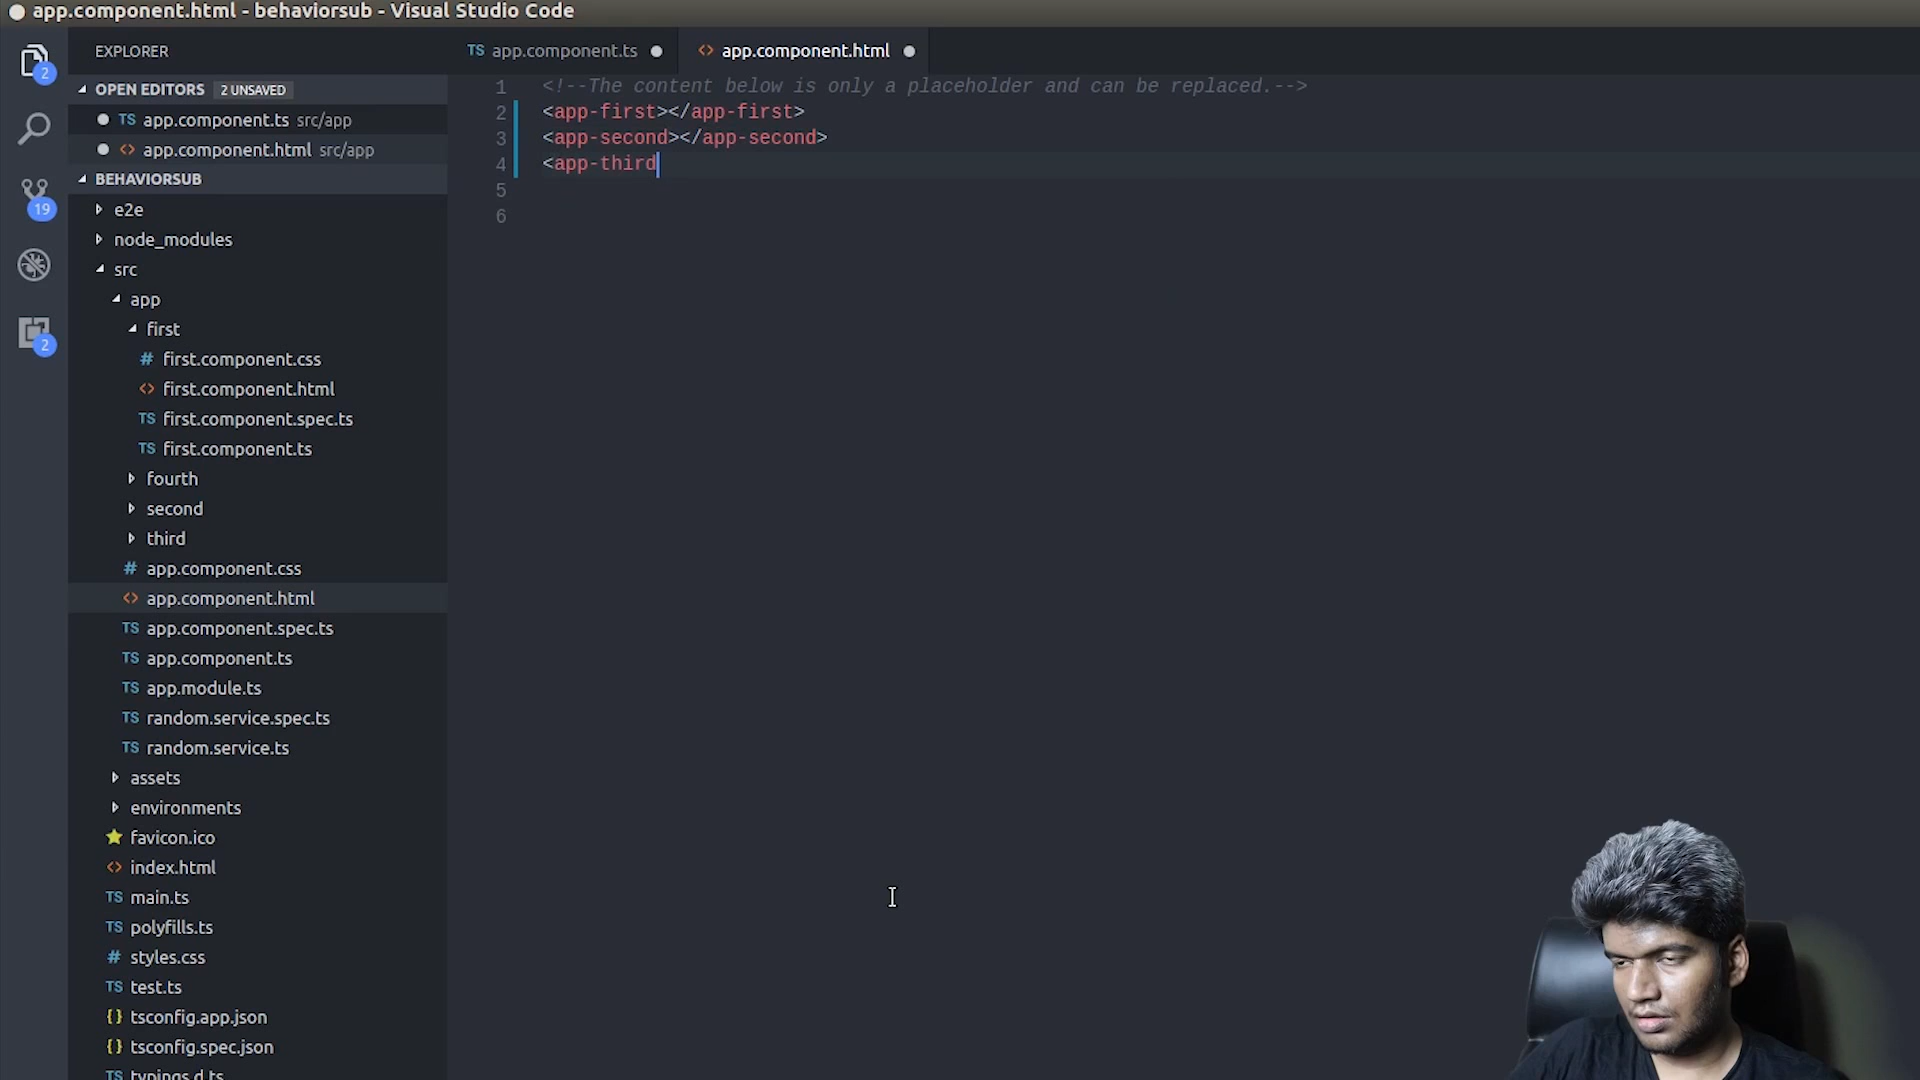 app.component.html - behaviorsub - Visual Studio Code
EXPLORER
OPEN EDITORS 2 UNSAVED
TS app.component.ts src/app
<> app.component.html src/app
BEHAVIORSUB
e2e
node_modules
src
app
first
# first.component.css
<> first.component.html
TS first.component.spec.ts
TS first.component.ts
fourth
second
third
# app.component.css
<> app.component.html
TS app.component.spec.ts
TS app.component.ts
TS app.module.ts
TS random.service.spec.ts
TS random.service.ts
assets
environments
favicon.ico
<> index.html
TS main.ts
TS polyfills.ts
# styles.css
TS test.ts
{} tsconfig.app.json
{} tsconfig.spec.json
typings.d.ts
2
19
2
TS app.component.ts
<> app.component.html
1 <!--The content below is only a placeholder and can be replaced.-->
2 <app-first></app-first>
3 <app-second></app-second>
4 <app-third
5
6